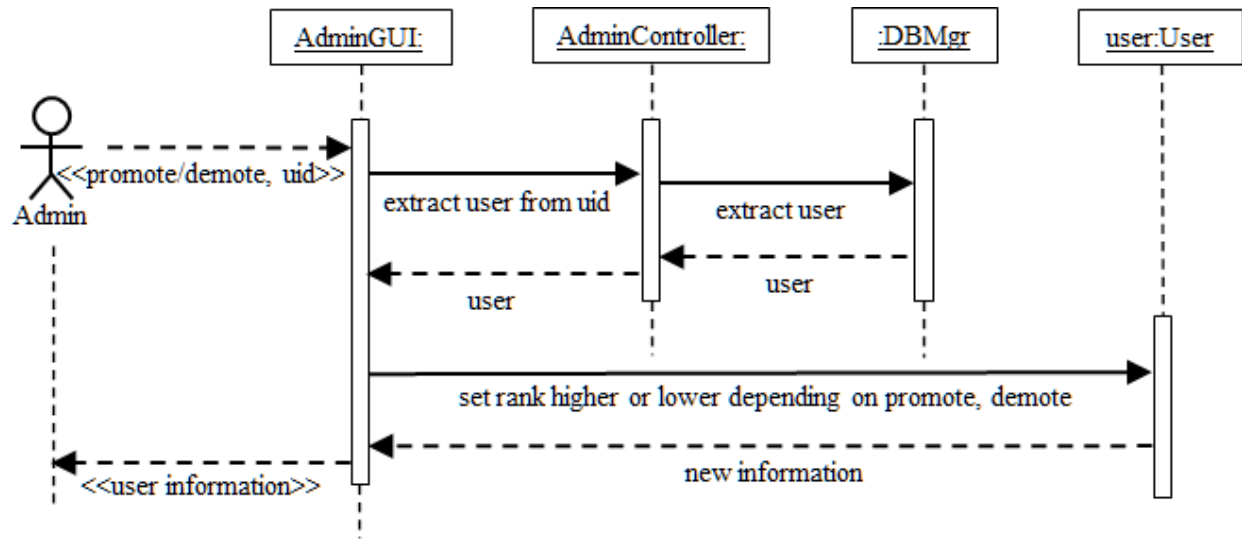 AdminGUI:
AdminController:
:DBMgr
user:User
<<promote/demote, uid>>
Admin
extract user from uid
extract user
user
user
set rank higher or lower depending on promote, demote
new information
<<user information>>